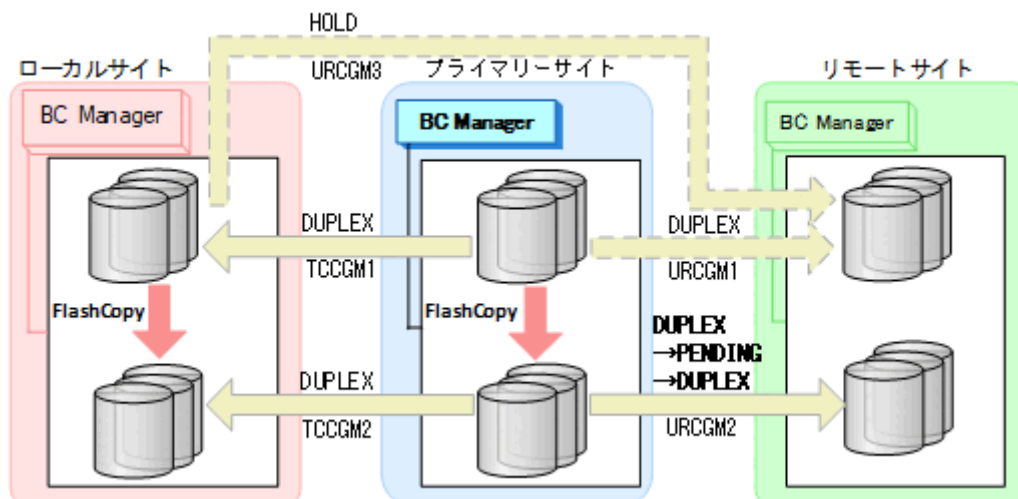 HOLD
URCGM3
ローカルサイト
プライマリーサイト
リモートサイト
BC Manager
BC Manager
BC Manager
DUPLEX
TCCGM1
DUPLEX
URCGM1
FlashCopy
FlashCopy
DUPLEX
→PENDING
→DUPLEX
DUPLEX
TCCGM2
URCGM2